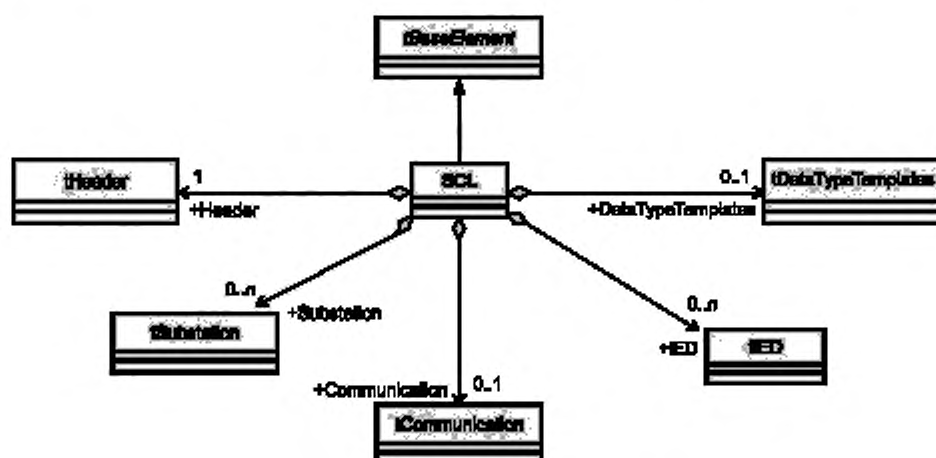 tBaseElement
tHeader
1
+Header
SCL
0..1
+DataTypeTemplates
tDataTypeTemplates
0..n
+Substation
tSubstation
0..n
+IED
tIED
+Communication
0..1
tCommunication